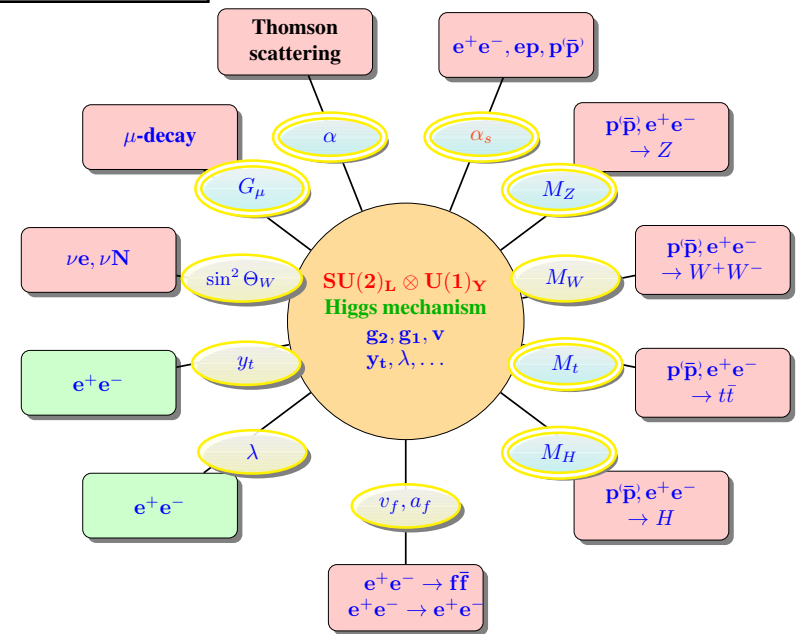 Thomson
scattering
e⁺e⁻, ep, p⁽p̄⁾
α
α_s
μ-decay
p⁽p̄⁾, e⁺e⁻
→ Z
G_μ
M_Z
νe, νN
sin² Θ_W
SU(2)_L ⊗ U(1)_Y
Higgs mechanism
g₂, g₁, v
y_t, λ, …
M_W
p⁽p̄⁾, e⁺e⁻
→ W⁺W⁻
e⁺e⁻
y_t
M_t
p⁽p̄⁾, e⁺e⁻
→ tt̄
λ
M_H
e⁺e⁻
v_f, a_f
p⁽p̄⁾, e⁺e⁻
→ H
e⁺e⁻ → ff̄
e⁺e⁻ → e⁺e⁻